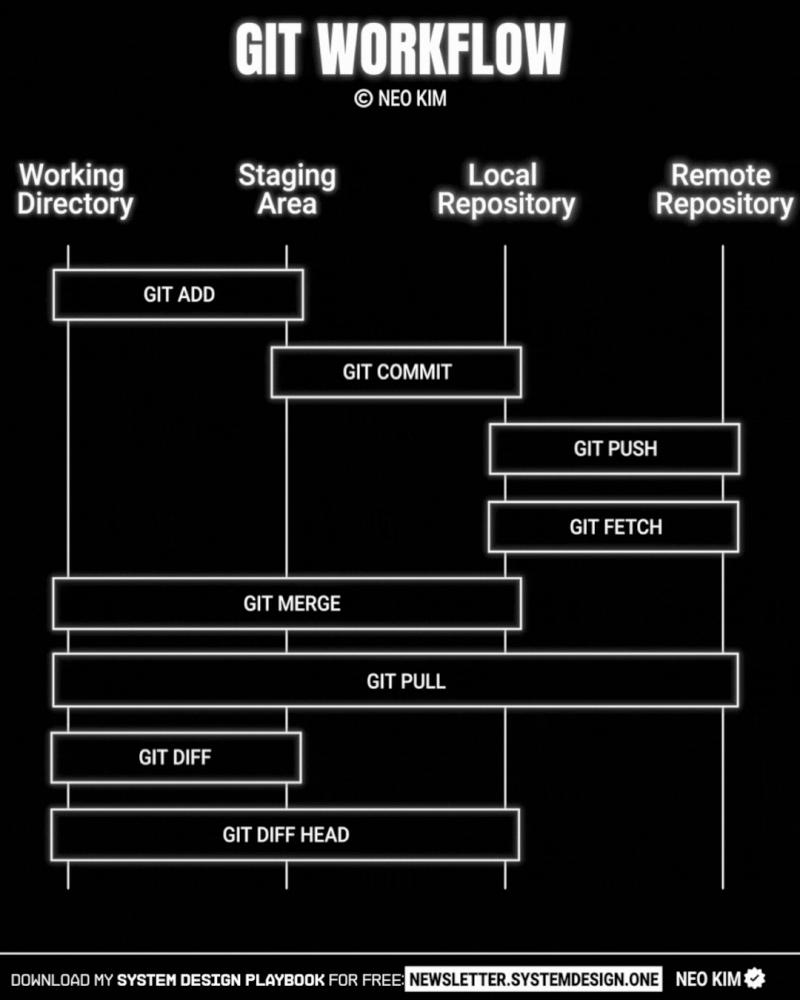 GIT WORKFLOW
© NEO KIM
Working Directory
Staging Area
Local Repository
Remote Repository
GIT ADD
GIT COMMIT
GIT PUSH
GIT FETCH
GIT MERGE
GIT PULL
GIT DIFF
GIT DIFF HEAD
DOWNLOAD MY SYSTEM DESIGN PLAYBOOK FOR FREE: NEWSLETTER.SYSTEMDESIGN.ONE NEO KIM